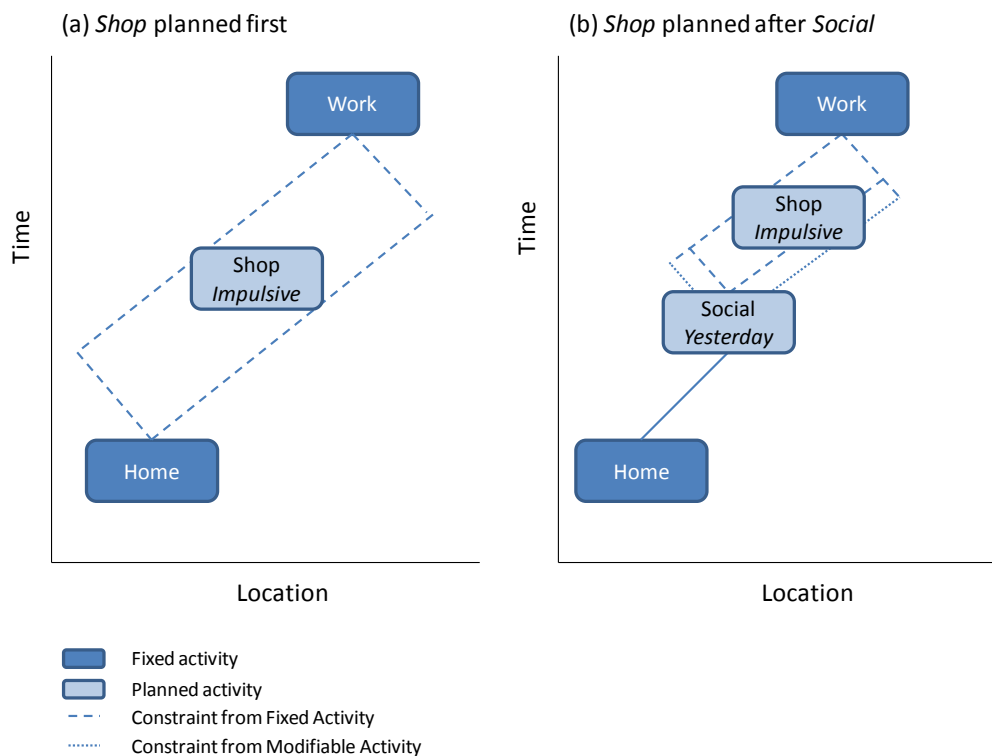 (a) Shop planned first
Work
Shop
Impulsive
Home
Time
Location
(b) Shop planned after Social
Work
Shop
Impulsive
Social
Yesterday
Home
Time
Location
Fixed activity
Planned activity
Constraint from Fixed Activity
Constraint from Modifiable Activity